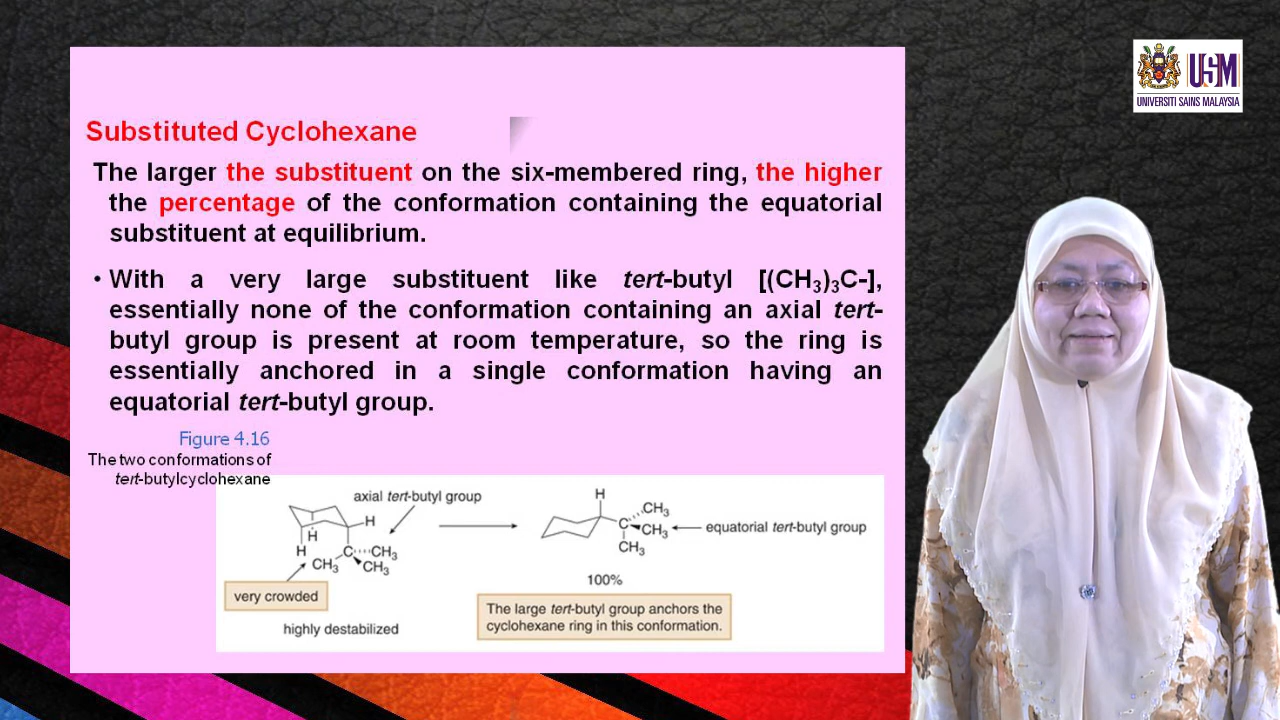 USM
UNIVERSITI SAINS MALAYSIA
Substituted Cyclohexane
The larger the substituent on the six-membered ring, the higher
the percentage of the conformation containing the equatorial
substituent at equilibrium.
• With a very large substituent like tert-butyl [(CH₃)₃C-],
essentially none of the conformation containing an axial tert-
butyl group is present at room temperature, so the ring is
essentially anchored in a single conformation having an
equatorial tert-butyl group.
Figure 4.16
The two conformations of
tert-butylcyclohexane
axial tert-butyl group
H
H
H
C
CH₃
CH₃
CH₃
very crowded
highly destabilized
H
CH₃
C
CH₃
CH₃
equatorial tert-butyl group
100%
The large tert-butyl group anchors the
cyclohexane ring in this conformation.